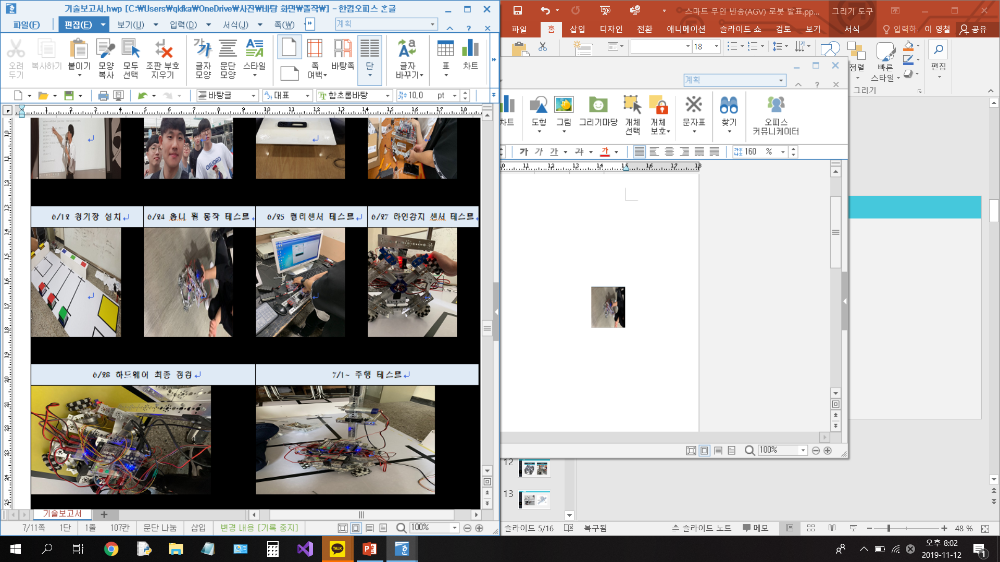 기술보고서.hwp [C:\Users\qkfka\OneDrive\사진\바탕 화면\졸작\] - 한컴오피스 한글
파일(F) 편집(E) 보기(U) 입력(D) 서식(J) 쪽(W) 계획
오려 두기 복사하기 붙이기 모양 복사 모두 선택 조판 부호 지우기 글자 모양 문단 모양 스타일 쪽 여백 바탕쪽 단 글자 바꾸기 표 차트
바탕글 대표 함초롬바탕 10.0 pt
6/12 경기장 설치 6/24 옴니 휠 동작 테스트 6/25 컬러센서 테스트 6/27 라인감지 센서 테스트
6/28 하드웨어 최종 점검 7/1~ 주행 테스트
기술보고서
7/11쪽 1단 1줄 107칸 문단 나눔 삽입 변경 내용 [기록 중지] 100%
스마트 무인 반송(AGV) 로봇 발표.pp... 그리기 도구
파일 홈 삽입 디자인 전환 애니메이션 슬라이드 쇼 검토 보기 서식 입력하 이 영철 공유
18
정렬 빠른 스타일 편집
그리기
계획
차트 도형 그림 그리기마당 개체 선택 개체 보호 문자표 찾기 오피스 커뮤니케이터
가 가 가 가 가 160 %
100%
12
13
슬라이드 5/16 복구됨 슬라이드 노트 메모 48 %
TALK
오후 8:02
2019-11-12
1